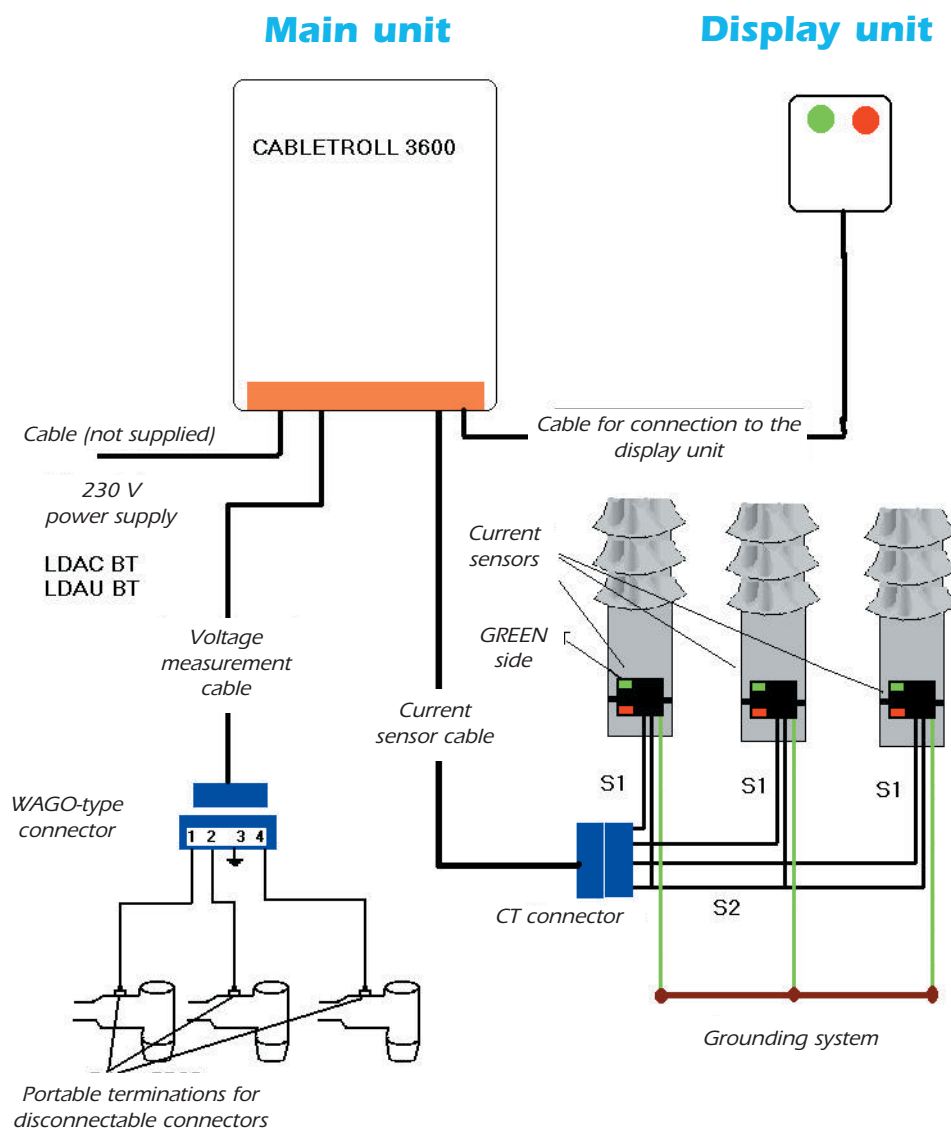 Main unit
Display unit
CABLETROLL 3600
Cable (not supplied)
Cable for connection to the
display unit
230 V
power supply
LDAC BT
LDAU BT
Current
sensors
GREEN
side
Voltage
measurement
cable
Current
sensor cable
S1
S1
S1
WAGO-type
connector
1 2 3 4
CT connector
S2
Grounding system
Portable terminations for
disconnectable connectors